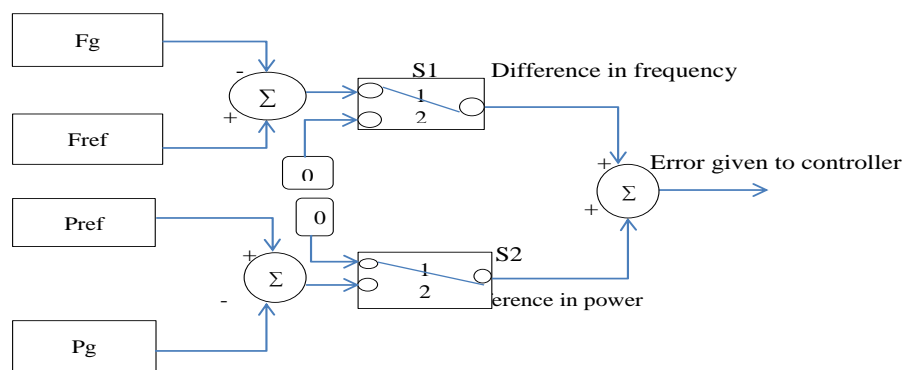 Fg
-
S1
Difference in frequency
Σ
1
+
2
Fref
+
Error given to controller
0
Σ
+
Pref
0
+
S2
Σ
1
2
-
erence in power
Pg